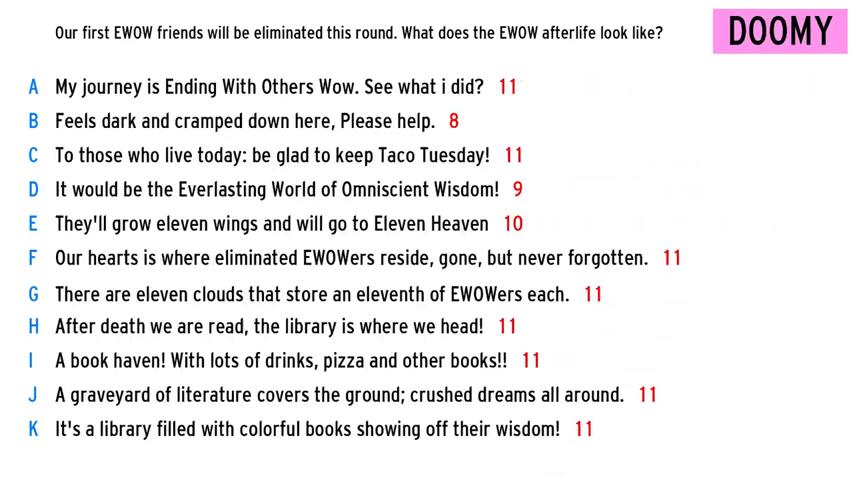 Our first EWOW friends will be eliminated this round. What does the EWOW afterlife look like?
DOOMY
A My journey is Ending With Others Wow. See what i did? 11
B Feels dark and cramped down here, Please help. 8
C To those who live today: be glad to keep Taco Tuesday! 11
D It would be the Everlasting World of Omniscient Wisdom! 9
E They'll grow eleven wings and will go to Eleven Heaven 10
F Our hearts is where eliminated EWOWers reside, gone, but never forgotten. 11
G There are eleven clouds that store an eleventh of EWOWers each. 11
H After death we are read, the library is where we head! 11
I A book haven! With lots of drinks, pizza and other books!! 11
J A graveyard of literature covers the ground; crushed dreams all around. 11
K It's a library filled with colorful books showing off their wisdom! 11